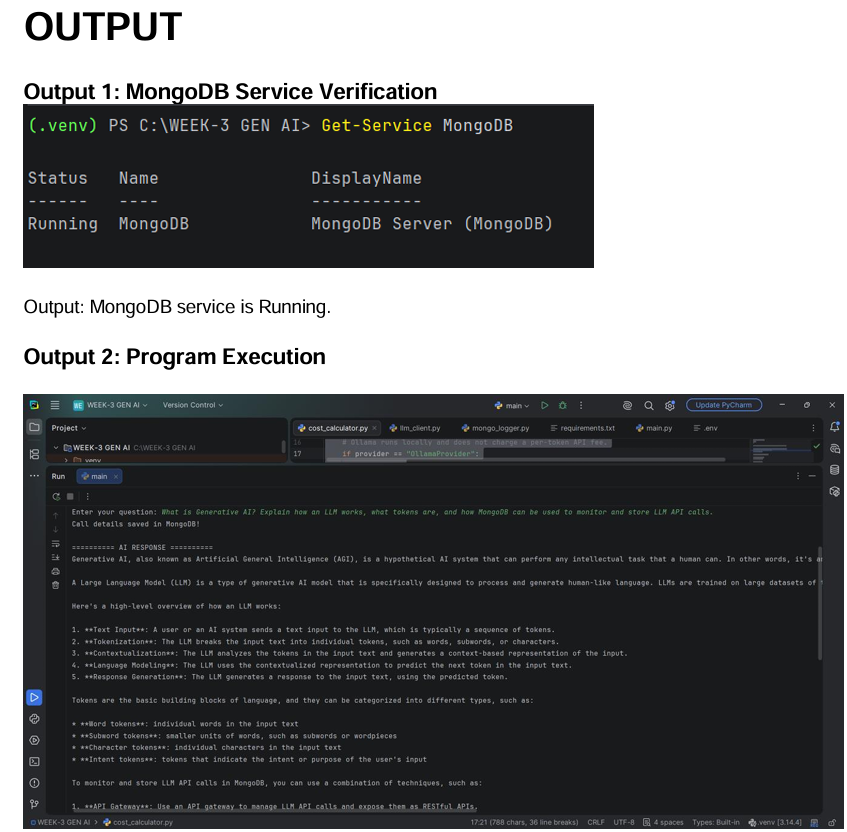 OUTPUT
Output 1: MongoDB Service Verification
(.venv) PS C:\WEEK-3 GEN AI> Get-Service MongoDB
Status Name DisplayName
------ ---- -----------
Running MongoDB MongoDB Server (MongoDB)
Output: MongoDB service is Running.
Output 2: Program Execution
WE WEEK-3 GEN AI Version Control main Update PyCharm
Project cost_calculator.py llm_client.py mongo_logger.py requirements.txt main.py .env
WEEK-3 GEN AI C:\WEEK-3 GEN AI
16 # Ollama runs locally and does not charge a per-token API fee.
.venv
17 if provider == "OllamaProvider":
Run main
Enter your question: What is Generative AI? Explain how an LLM works, what tokens are, and how MongoDB can be used to monitor and store LLM API calls.
Call details saved in MongoDB!
========== AI RESPONSE ==========
Generative AI, also known as Artificial General Intelligence (AGI), is a hypothetical AI system that can perform any intellectual task that a human can. In other words, it's
A Large Language Model (LLM) is a type of generative AI model that is specifically designed to process and generate human-like language. LLMs are trained on large datasets of
Here's a high-level overview of how an LLM works:
1. **Text Input**: A user or an AI system sends a text input to the LLM, which is typically a sequence of tokens.
2. **Tokenization**: The LLM breaks the input text into individual tokens, such as words, subwords, or characters.
3. **Contextualization**: The LLM analyzes the tokens in the input text and generates a context-based representation of the input.
4. **Language Modeling**: The LLM uses the contextualized representation to predict the next token in the input text.
5. **Response Generation**: The LLM generates a response to the input text, using the predicted token.
Tokens are the basic building blocks of language, and they can be categorized into different types, such as:
* **Word tokens**: individual words in the input text
* **Subword tokens**: smaller units of words, such as subwords or wordpieces
* **Character tokens**: individual characters in the input text
* **Intent tokens**: tokens that indicate the intent or purpose of the user's input
To monitor and store LLM API calls in MongoDB, you can use a combination of techniques, such as:
1. **API Gateway**: Use an API gateway to manage LLM API calls and expose them as RESTful APIs.
WEEK-3 GEN AI > cost_calculator.py 17:21 (788 chars, 36 line breaks) CRLF UTF-8 4 spaces Types: Built-in .venv [3.14.4]